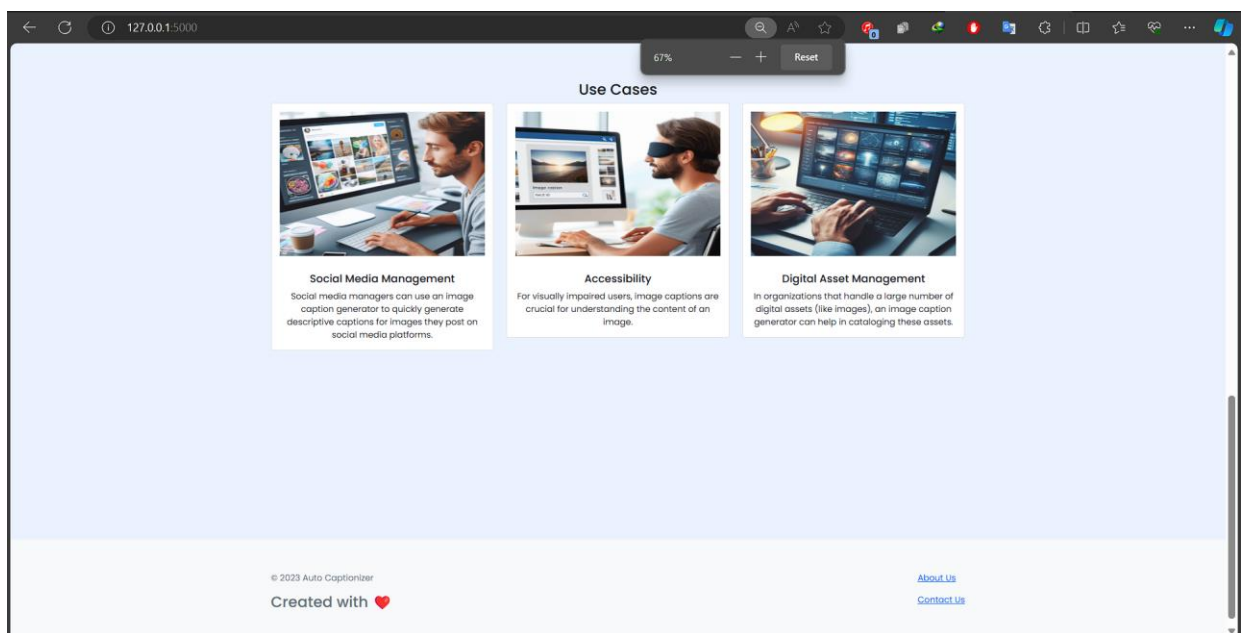 127.0.0.1:5000
67%
Reset
Use Cases
Social Media Management
Social media managers can use an image
caption generator to quickly generate
descriptive captions for images they post on
social media platforms.
Accessibility
For visually impaired users, image captions are
crucial for understanding the content of an
image.
Digital Asset Management
In organizations that handle a large number of
digital assets (like images), an image caption
generator can help in cataloging these assets.
© 2023 Auto Captionizer
Created with ❤
About Us
Contact Us